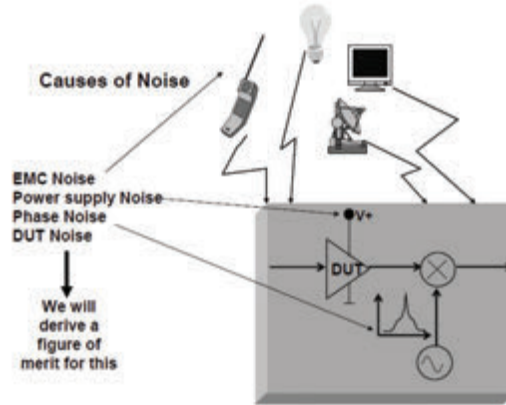 Causes of Noise
EMC Noise
Power supply Noise
Phase Noise
DUT Noise
We will
derive a
figure of
merit for this
V+
DUT